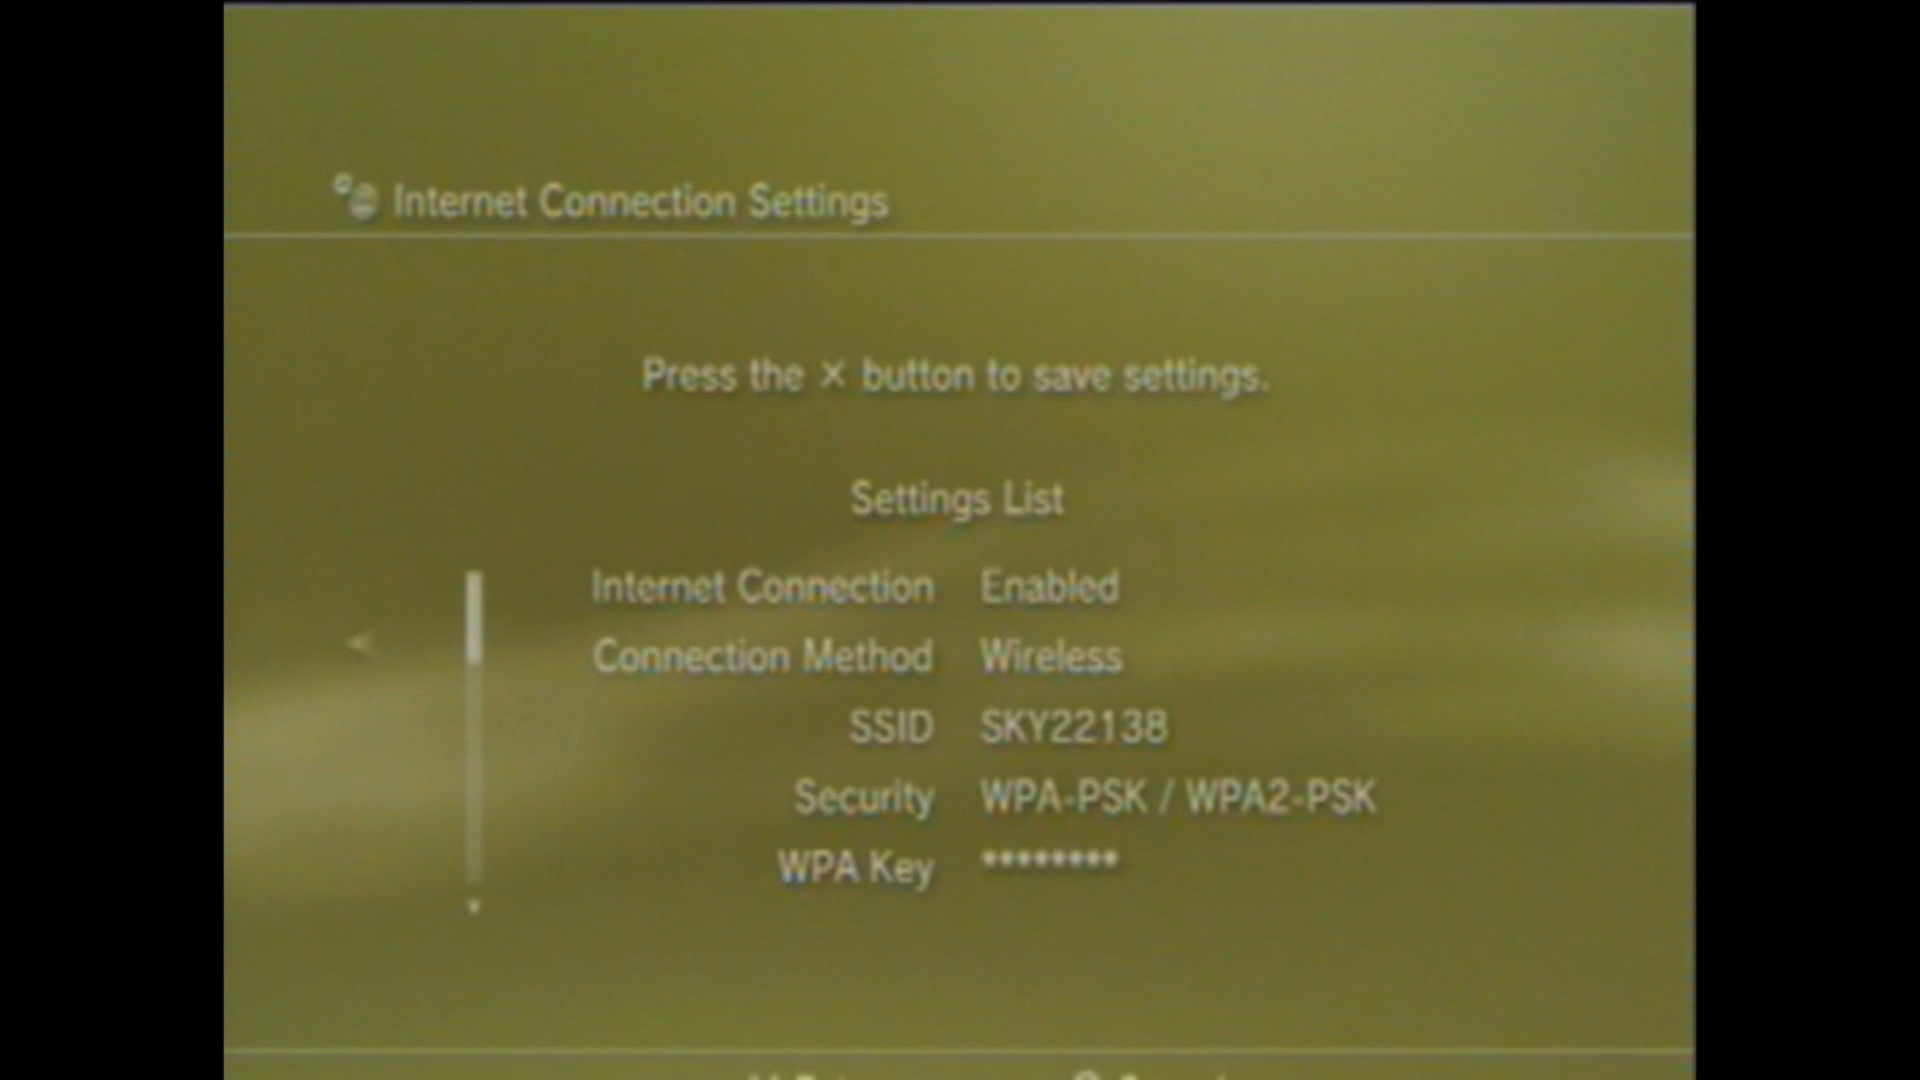 Internet Connection Settings
Press the × button to save settings.
Settings List
Internet Connection Enabled
Connection Method Wireless
SSID SKY22138
Security WPA-PSK / WPA2-PSK
WPA Key ********